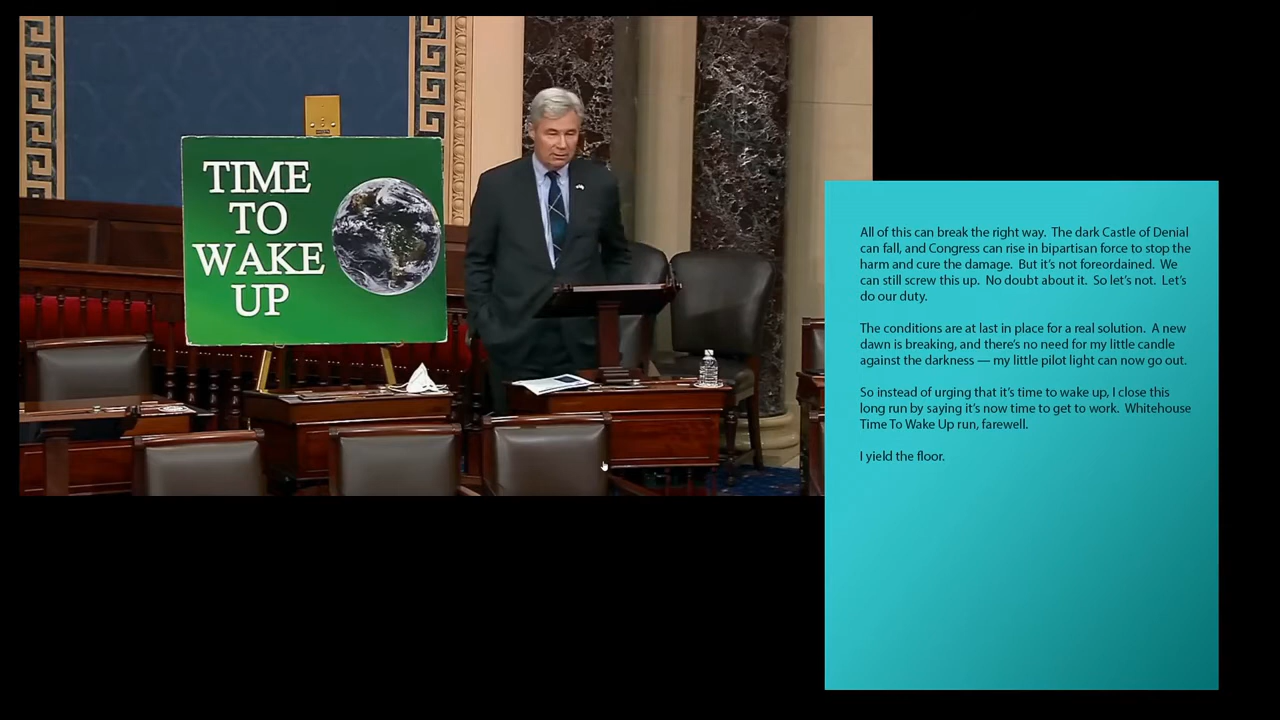 TIME
TO
WAKE
UP
All of this can break the right way. The dark Castle of Denial
can fall, and Congress can rise in bipartisan force to stop the
harm and cure the damage. But it's not foreordained. We
can still screw this up. No doubt about it. So let's not. Let's
do our duty.
The conditions are at last in place for a real solution. A new
dawn is breaking, and there's no need for my little candle
against the darkness — my little pilot light can now go out.
So instead of urging that it's time to wake up, I close this
long run by saying it's now time to get to work. Whitehouse
Time To Wake Up run, farewell.
I yield the floor.